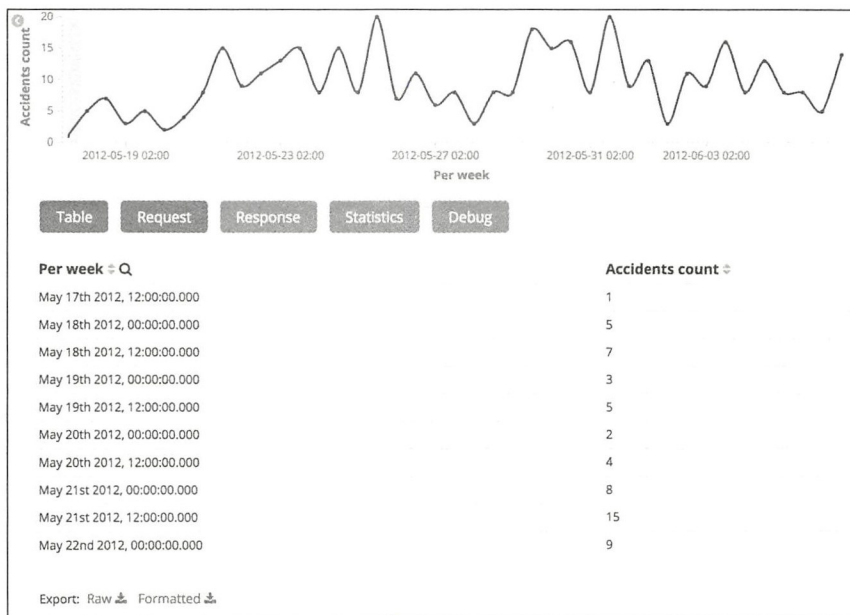 20
15
10
5
0
Accidents count
2012-05-19 02:00 2012-05-23 02:00 2012-05-27 02:00 2012-05-31 02:00 2012-06-03 02:00
Per week
Table Request Response Statistics Debug
Per week Accidents count
May 17th 2012, 12:00:00.000 1
May 18th 2012, 00:00:00.000 5
May 18th 2012, 12:00:00.000 7
May 19th 2012, 00:00:00.000 3
May 19th 2012, 12:00:00.000 5
May 20th 2012, 00:00:00.000 2
May 20th 2012, 12:00:00.000 4
May 21st 2012, 00:00:00.000 8
May 21st 2012, 12:00:00.000 15
May 22nd 2012, 00:00:00.000 9
Export: Raw Formatted